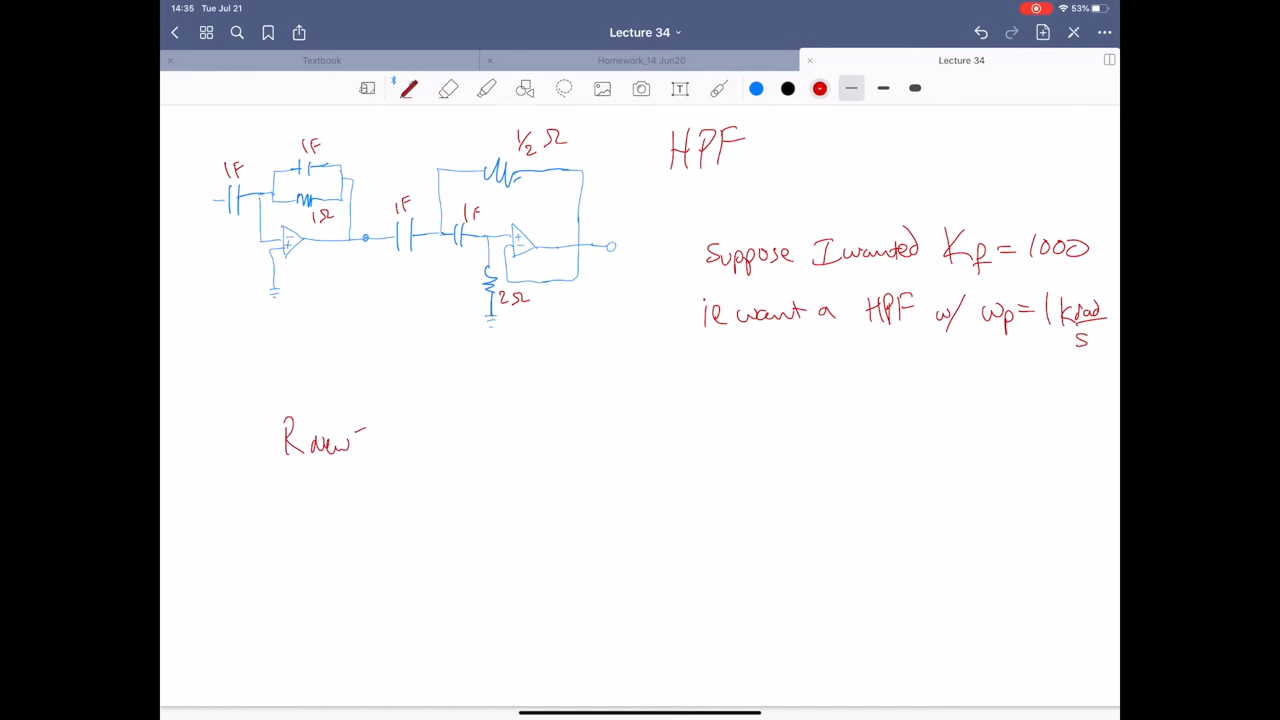 14:35 Tue Jul 21
53%
Lecture 34
Textbook
Homework_14 Jun20
Lecture 34
1/2 Ω
HPF
1F
1F
1Ω
1F
1F
2Ω
+
−
+
−
suppose I wanted Kf = 1000
ie want a HPF w/ ωp = 1 krad/s
Rnew